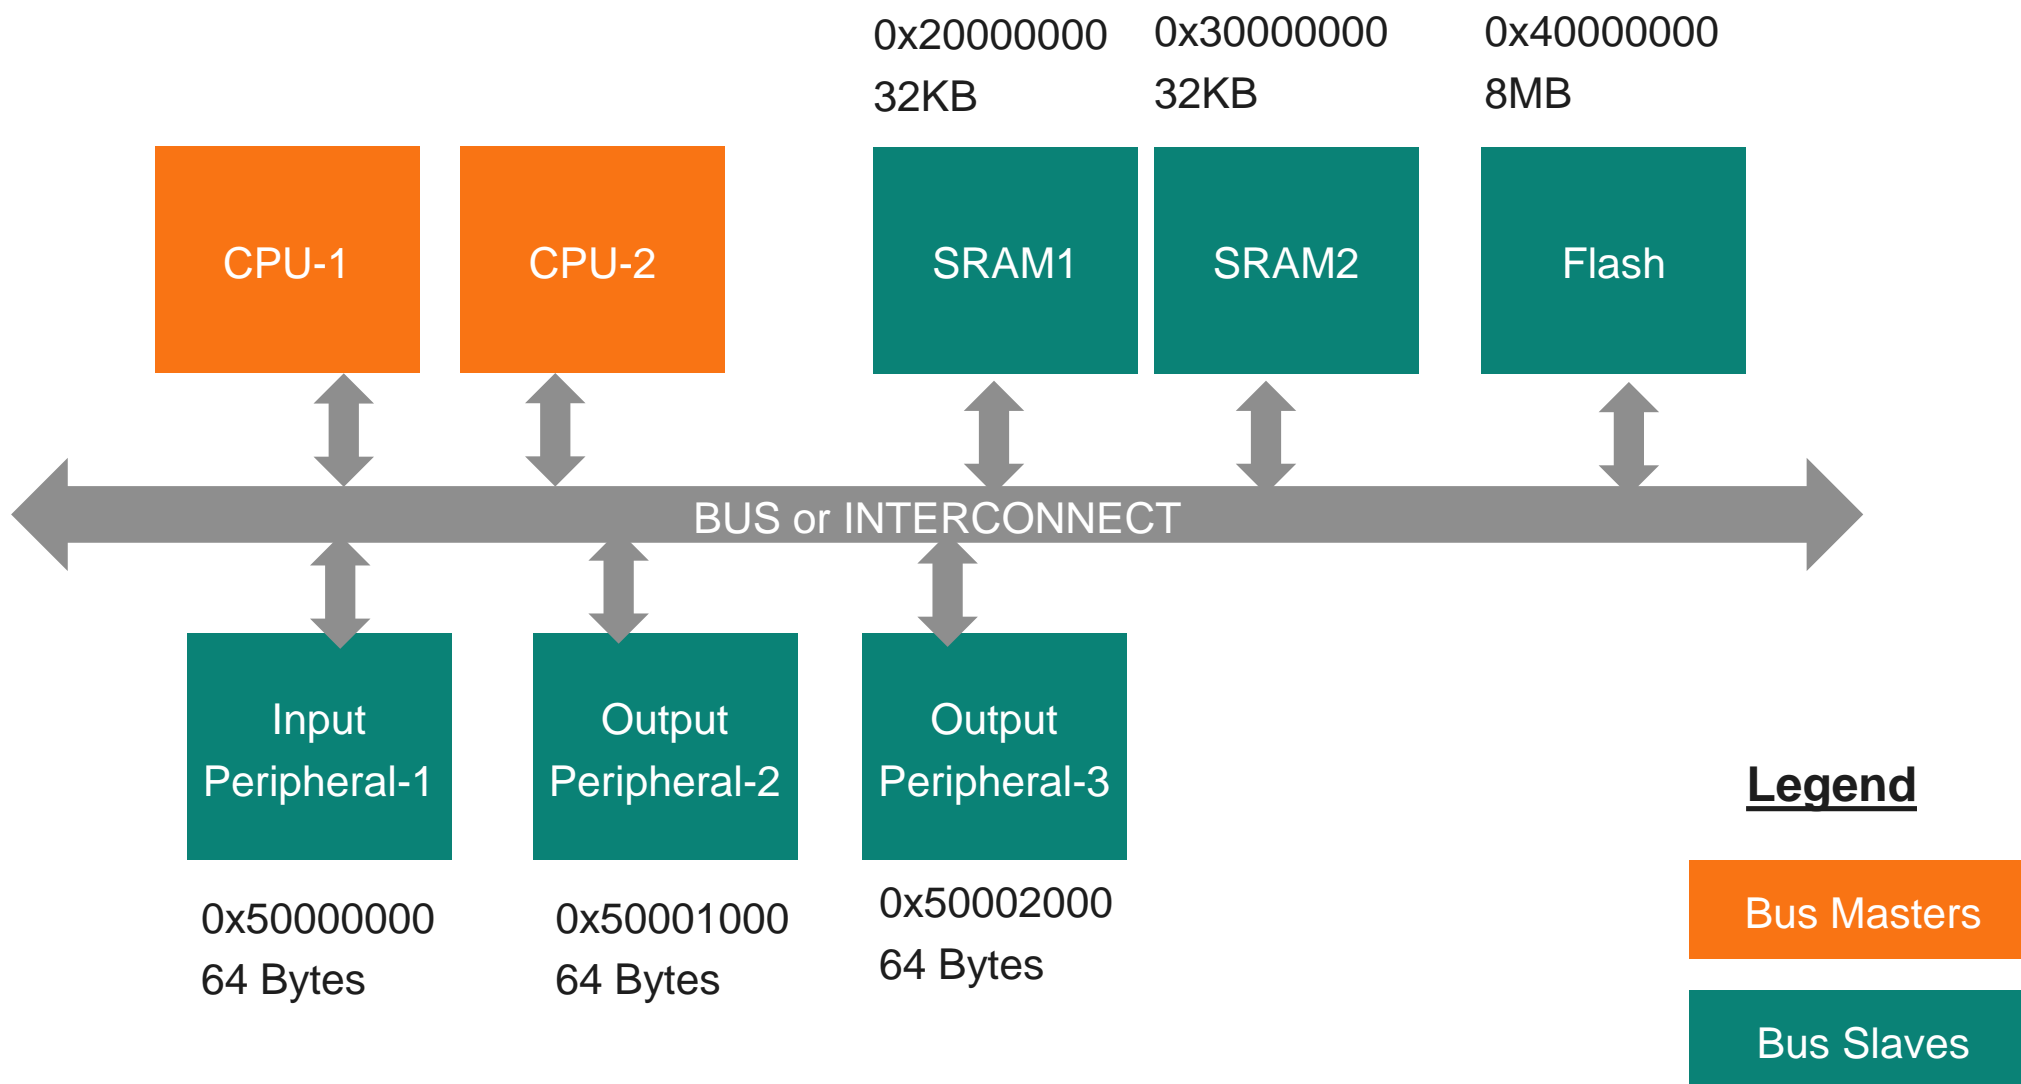 0x20000000
32KB
0x30000000
32KB
0x40000000
8MB
CPU-1
CPU-2
SRAM1
SRAM2
Flash
BUS or INTERCONNECT
Input
Peripheral-1
Output
Peripheral-2
Output
Peripheral-3
0x50000000
64 Bytes
0x50001000
64 Bytes
0x50002000
64 Bytes
Legend
Bus Masters
Bus Slaves